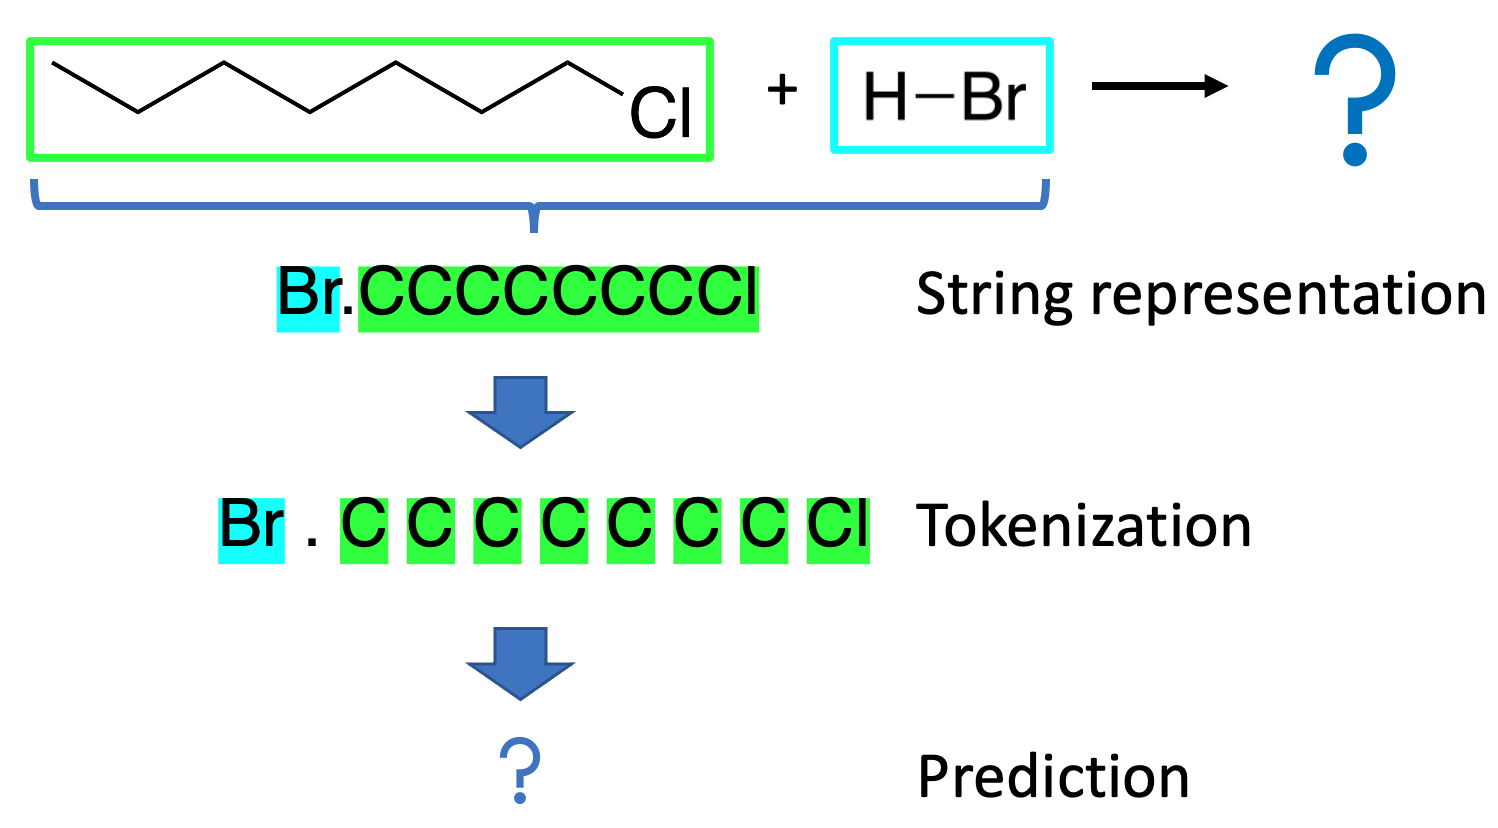 Cl + H–Br ?
Br.CCCCCCCCl String representation
Br . C C C C C C C Cl Tokenization
? Prediction